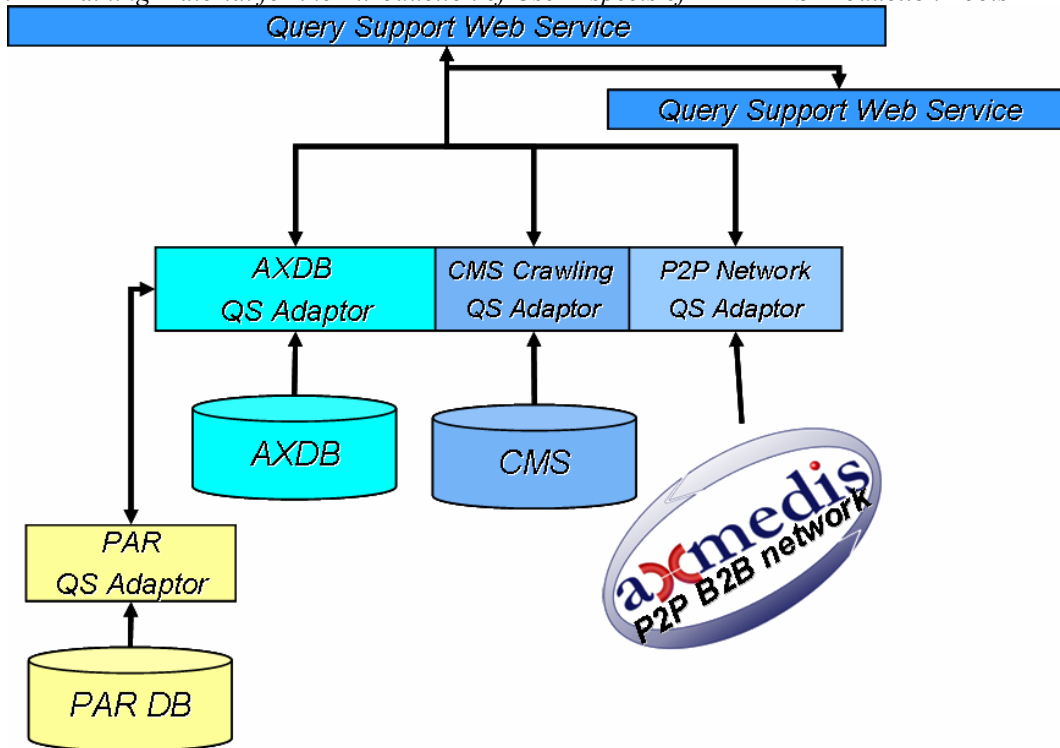 Query Support Web Service
Query Support Web Service
AXDB
QS Adaptor
CMS Crawling
QS Adaptor
P2P Network
QS Adaptor
AXDB
CMS
axmedis
P2P B2B network
PAR
QS Adaptor
PAR DB